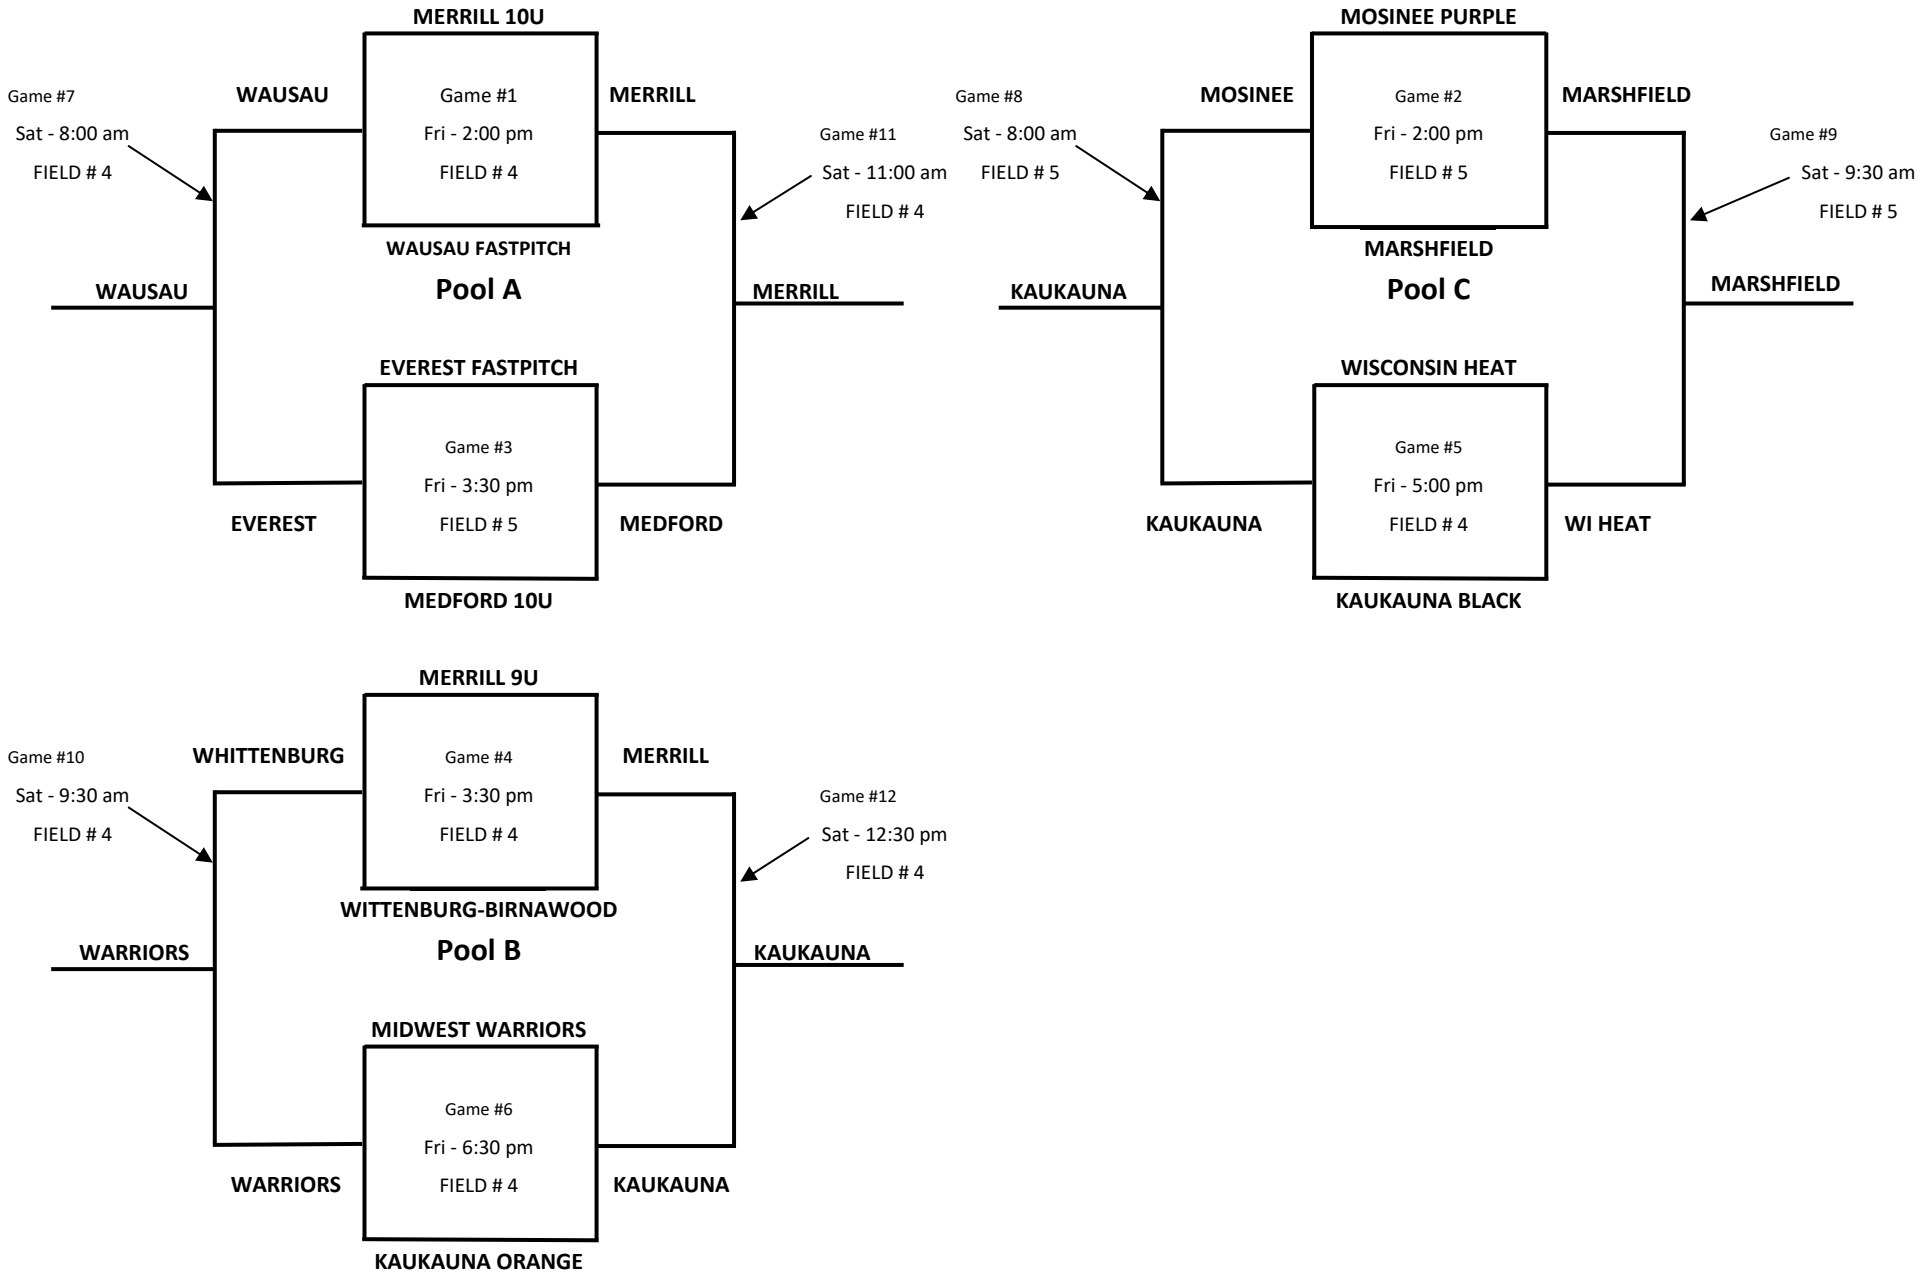 MERRILL 10U
Game #7
WAUSAU
Game #1
MERRILL
Sat - 8:00 am
Fri - 2:00 pm
Game #11
FIELD # 4
FIELD # 4
Sat - 11:00 am
FIELD # 4
WAUSAU FASTPITCH
WAUSAU
Pool A
MERRILL
EVEREST FASTPITCH
Game #3
Fri - 3:30 pm
EVEREST
FIELD # 5
MEDFORD
MEDFORD 10U
MOSINEE PURPLE
Game #8
MOSINEE
Game #2
MARSHFIELD
Sat - 8:00 am
Fri - 2:00 pm
Game #9
FIELD # 5
FIELD # 5
Sat - 9:30 am
FIELD # 5
MARSHFIELD
KAUKAUNA
Pool C
MARSHFIELD
WISCONSIN HEAT
Game #5
Fri - 5:00 pm
KAUKAUNA
FIELD # 4
WI HEAT
KAUKAUNA BLACK
MERRILL 9U
Game #10
WHITTENBURG
Game #4
MERRILL
Sat - 9:30 am
Fri - 3:30 pm
Game #12
FIELD # 4
FIELD # 4
Sat - 12:30 pm
FIELD # 4
WITTENBURG-BIRNAWOOD
WARRIORS
Pool B
KAUKAUNA
MIDWEST WARRIORS
Game #6
Fri - 6:30 pm
WARRIORS
FIELD # 4
KAUKAUNA
KAUKAUNA ORANGE